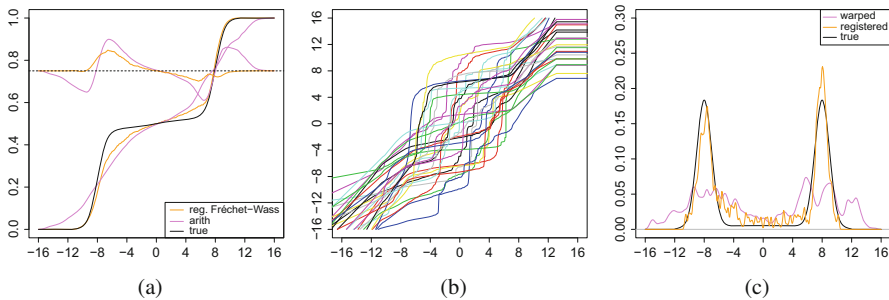 1.0
0.8
0.6
0.4
0.2
0.0
-16 -12 -8 -4 0 4 8 12 16
reg. Fréchet-Wass
arith
true
(a)
16
12
8
4
0
-4
-8
-12
-16
-16 -12 -8 -4 0 4 8 12 16
(b)
0.30
0.25
0.20
0.15
0.10
0.05
0.00
-16 -12 -8 -4 0 4 8 12 16
warped
registered
true
(c)